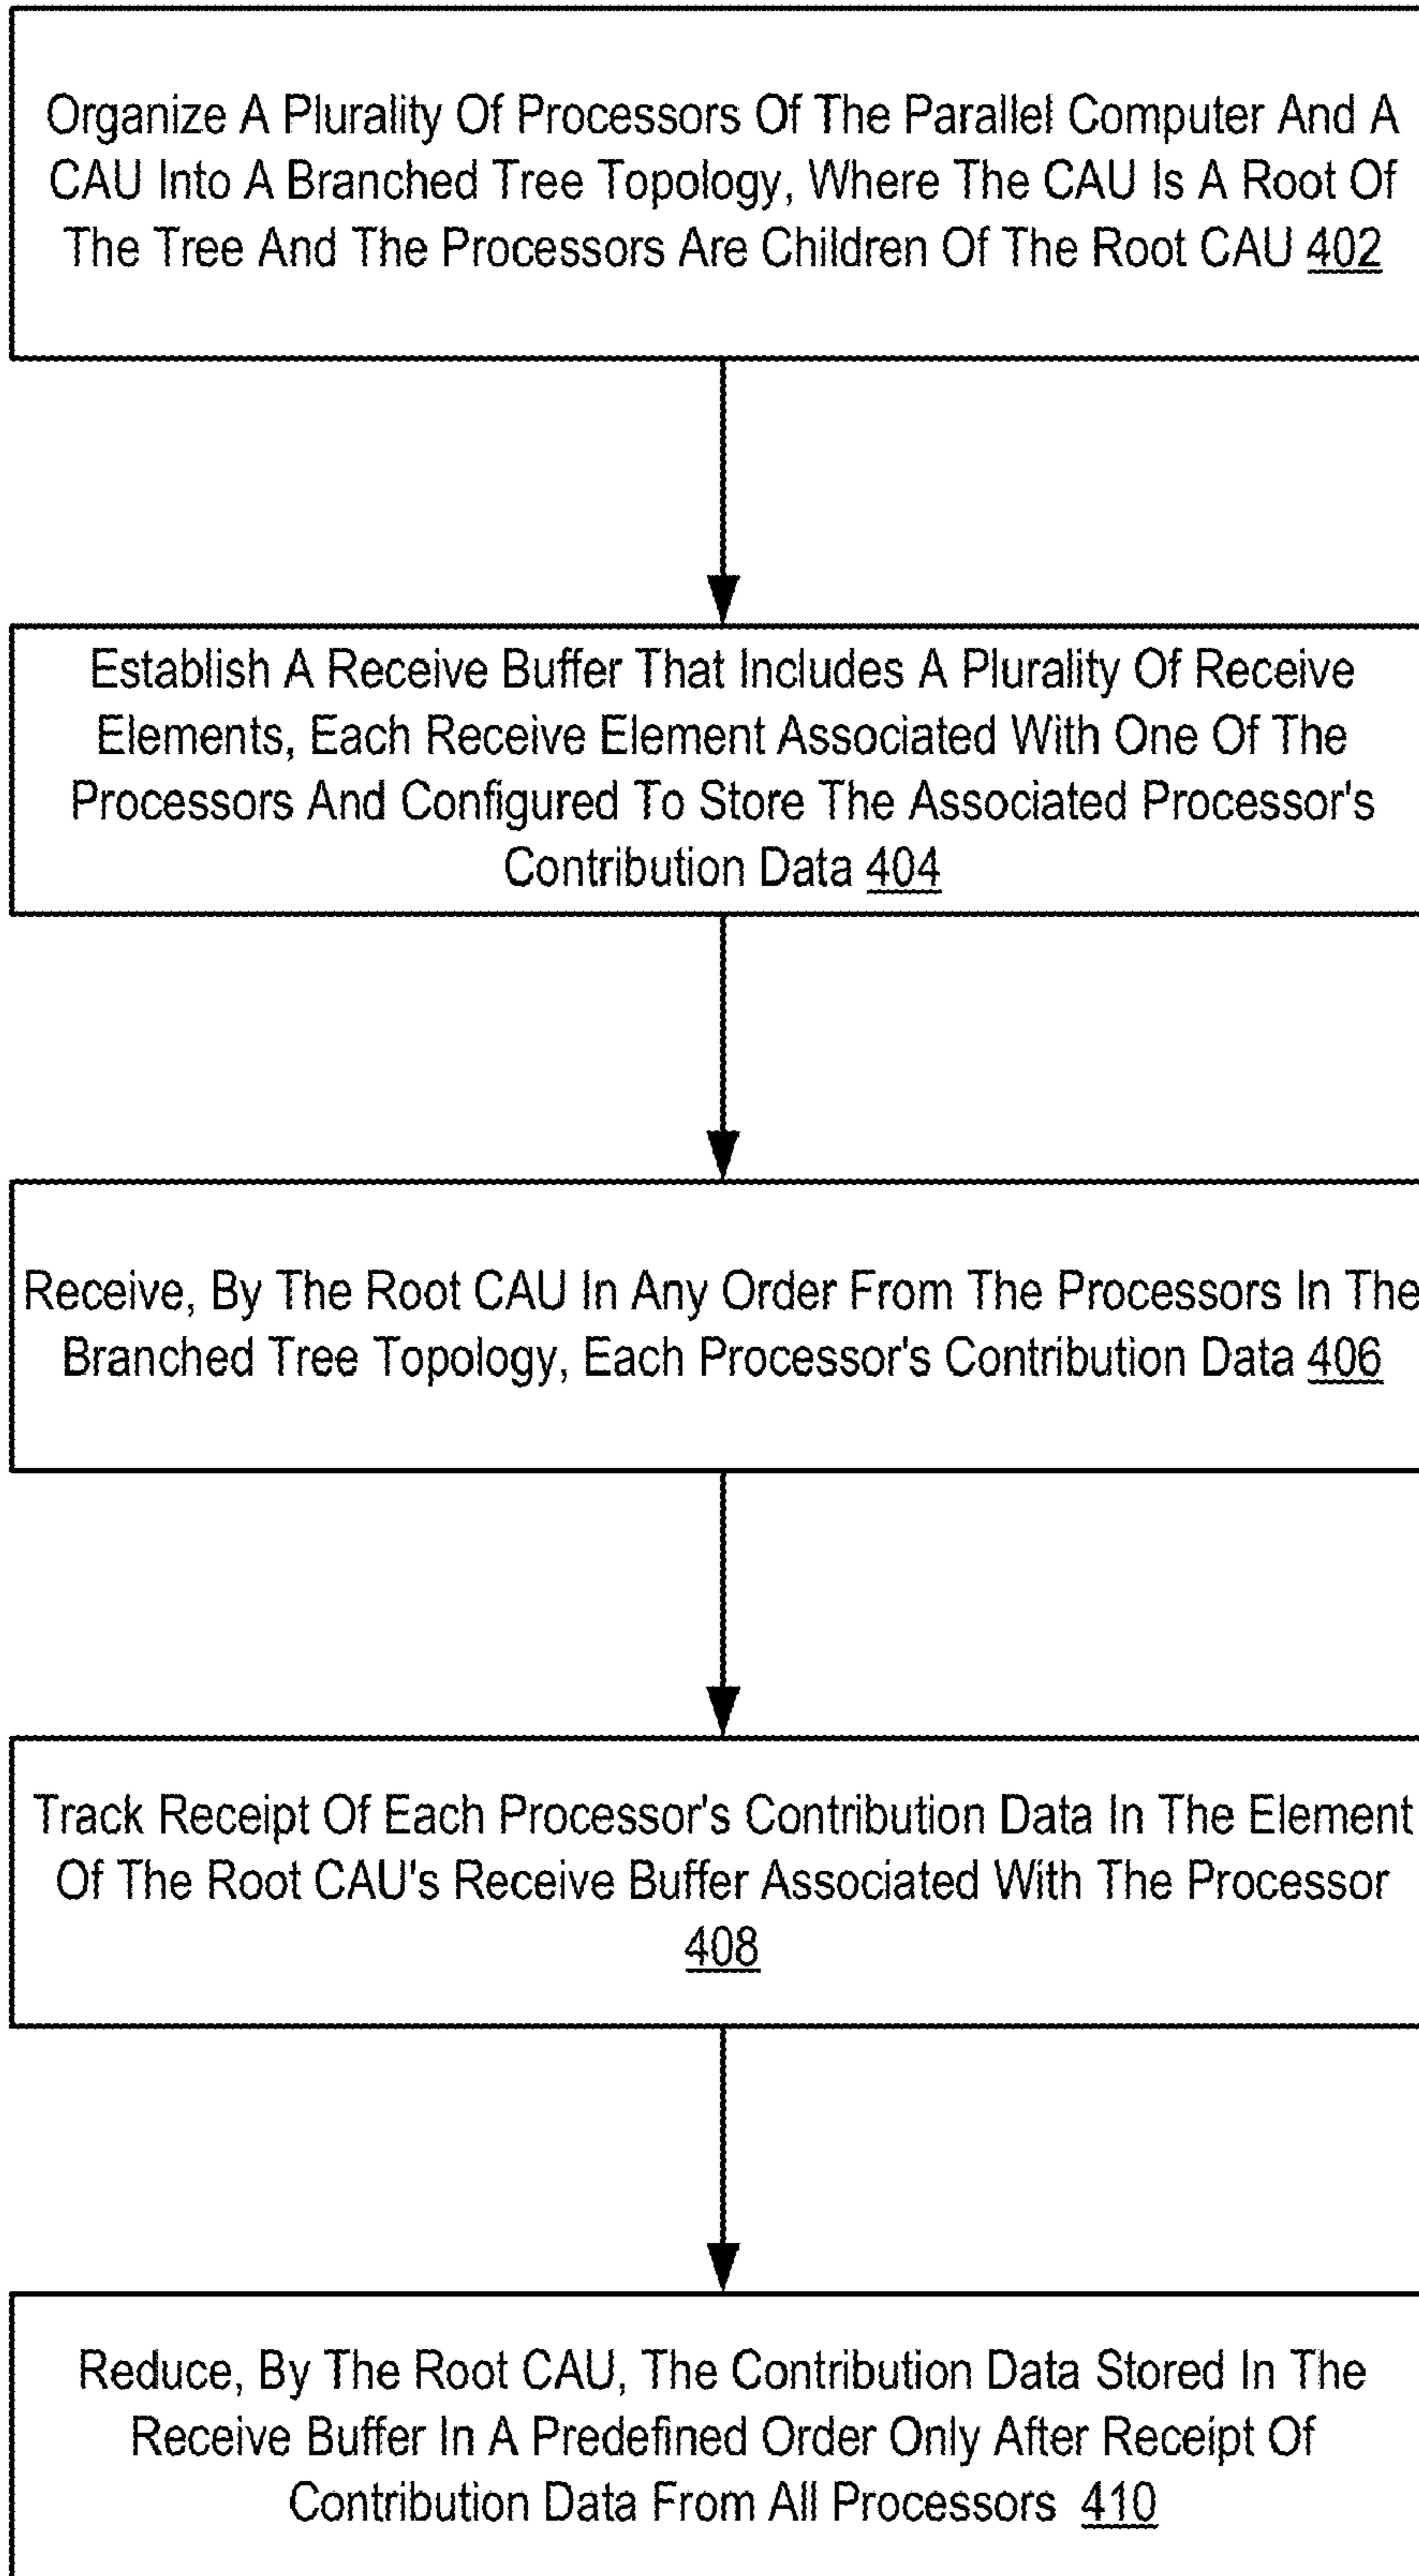 Organize A Plurality Of Processors Of The Parallel Computer And A
CAU Into A Branched Tree Topology, Where The CAU Is A Root Of
The Tree And The Processors Are Children Of The Root CAU 402
Establish A Receive Buffer That Includes A Plurality Of Receive
Elements, Each Receive Element Associated With One Of The
Processors And Configured To Store The Associated Processor's
Contribution Data 404
Receive, By The Root CAU In Any Order From The Processors In The
Branched Tree Topology, Each Processor's Contribution Data 406
Track Receipt Of Each Processor's Contribution Data In The Element
Of The Root CAU's Receive Buffer Associated With The Processor
408
Reduce, By The Root CAU, The Contribution Data Stored In The
Receive Buffer In A Predefined Order Only After Receipt Of
Contribution Data From All Processors 410